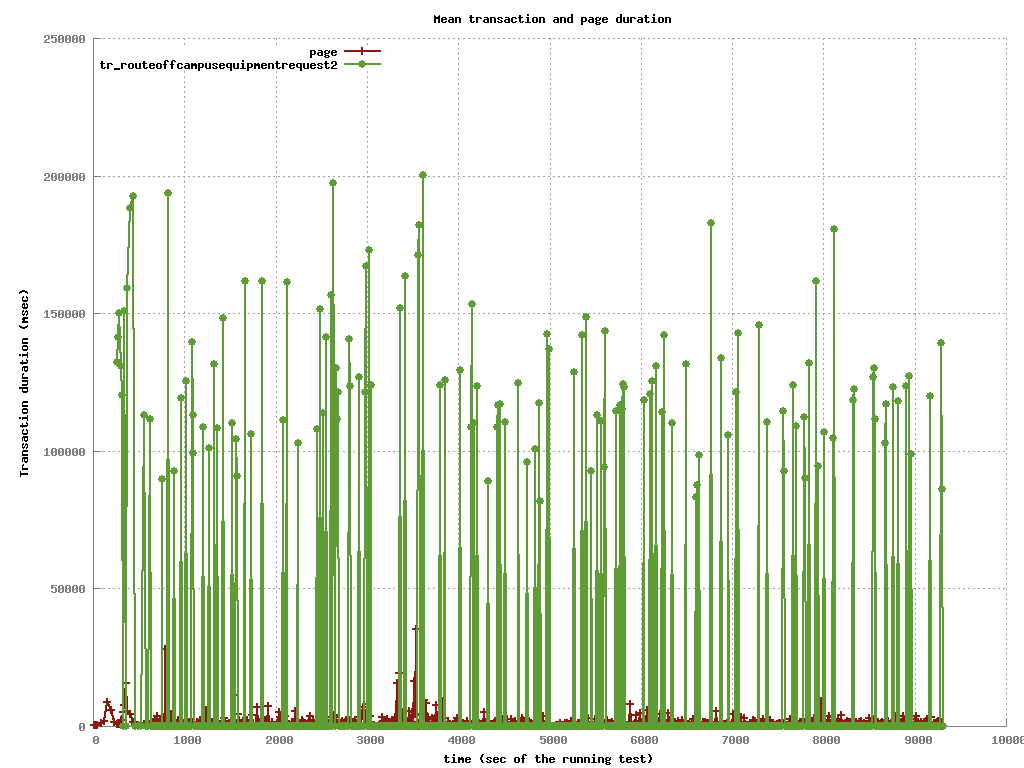 Mean transaction and page duration
250000
page
tr_routeoffcampusequipmentrequest2
200000
150000
Transaction duration (msec)
100000
50000
0
0 1000 2000 3000 4000 5000 6000 7000 8000 9000 10000
time (sec of the running test)